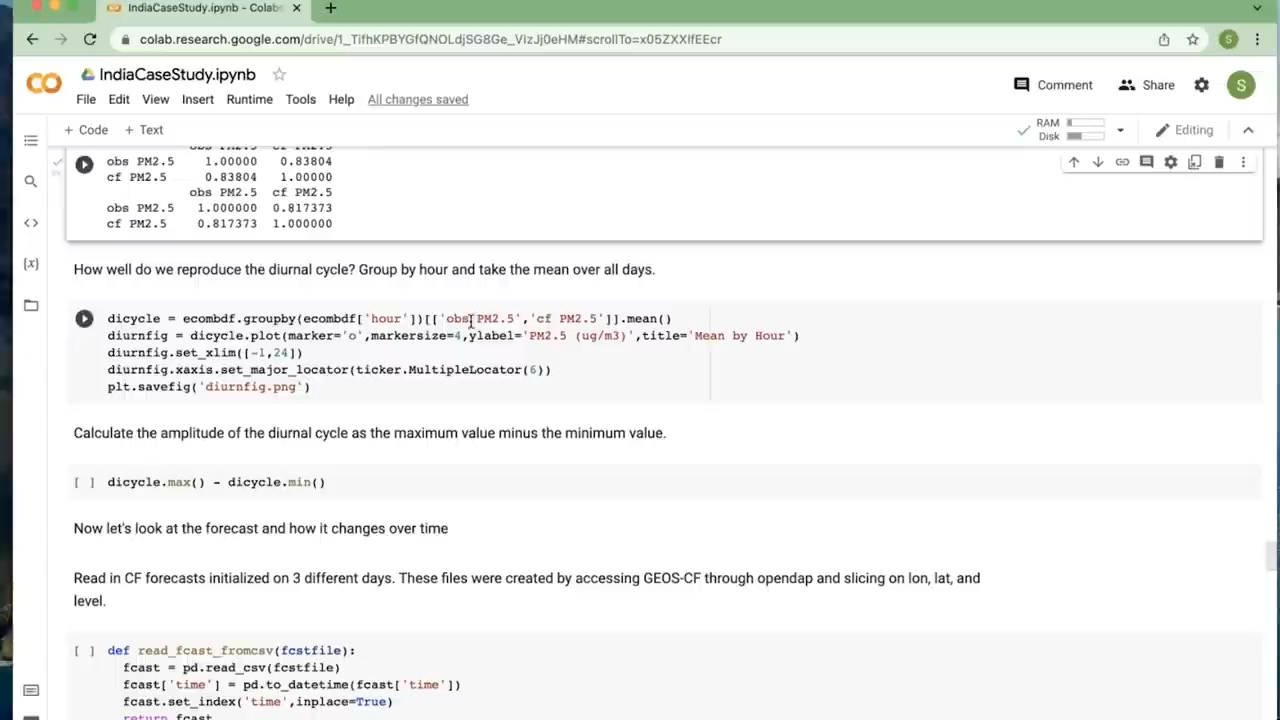 IndiaCaseStudy.ipynb - Colab
colab.research.google.com/drive/1_TifhKPBYGfQNOLdjSG8Ge_VizJj0eHM#scrollTo=x05ZXXIfEEcr
S
IndiaCaseStudy.ipynb
Comment
Share
S
File Edit View Insert Runtime Tools Help All changes saved
+ Code + Text
RAM
Disk
Editing
obs PM2.5 cf PM2.5
obs PM2.5 1.00000 0.83804
cf PM2.5 0.83804 1.00000
obs PM2.5 cf PM2.5
obs PM2.5 1.000000 0.817373
cf PM2.5 0.817373 1.000000
How well do we reproduce the diurnal cycle? Group by hour and take the mean over all days.
dicycle = ecombdf.groupby(ecombdf['hour'])[['obs PM2.5','cf PM2.5']].mean()
diurnfig = dicycle.plot(marker='o',markersize=4,ylabel='PM2.5 (ug/m3)',title='Mean by Hour')
diurnfig.set_xlim([-1,24])
diurnfig.xaxis.set_major_locator(ticker.MultipleLocator(6))
plt.savefig('diurnfig.png')
Calculate the amplitude of the diurnal cycle as the maximum value minus the minimum value.
[ ] dicycle.max() - dicycle.min()
Now let's look at the forecast and how it changes over time
Read in CF forecasts initialized on 3 different days. These files were created by accessing GEOS-CF through opendap and slicing on lon, lat, and
level.
[ ] def read_fcast_fromcsv(fcstfile):
fcast = pd.read_csv(fcstfile)
fcast['time'] = pd.to_datetime(fcast['time'])
fcast.set_index('time',inplace=True)
return fcast